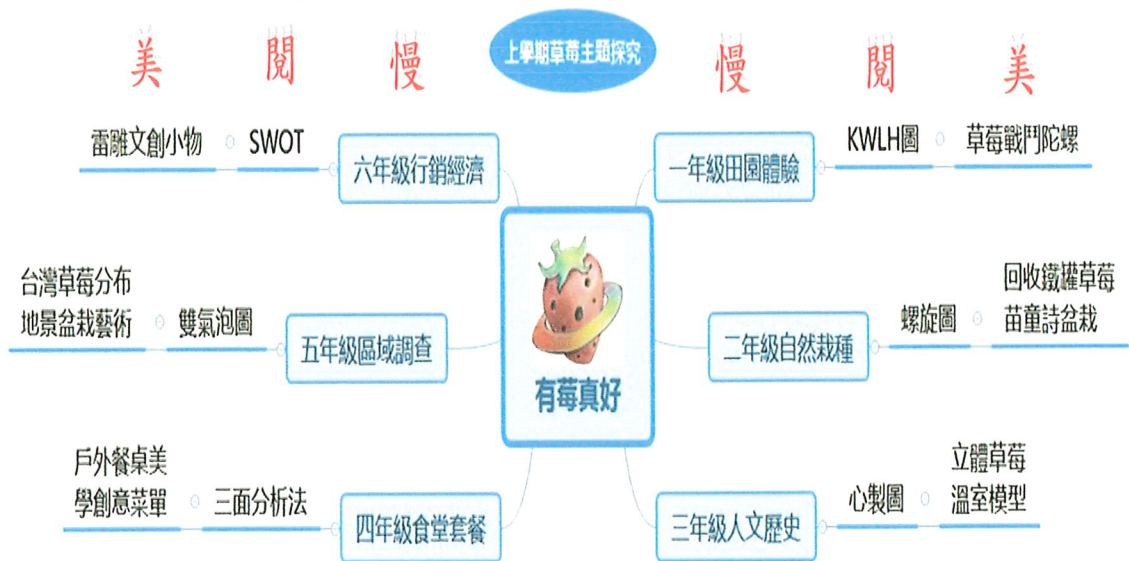 上學期草莓主題探究
美 閱 慢 慢 閱 美
雷雕文創小物 SWOT 六年級行銷經濟
一年級田園體驗 KWLH圖 草莓戰鬥陀螺
台灣草莓分布
地景盆栽藝術 雙氣泡圖 五年級區域調查
有莓真好
二年級自然栽種 螺旋圖 回收鐵罐草莓
苗童詩盆栽
戶外餐桌美
學創意菜單 三面分析法 四年級食堂套餐
三年級人文歷史 心製圖 立體草莓
溫室模型